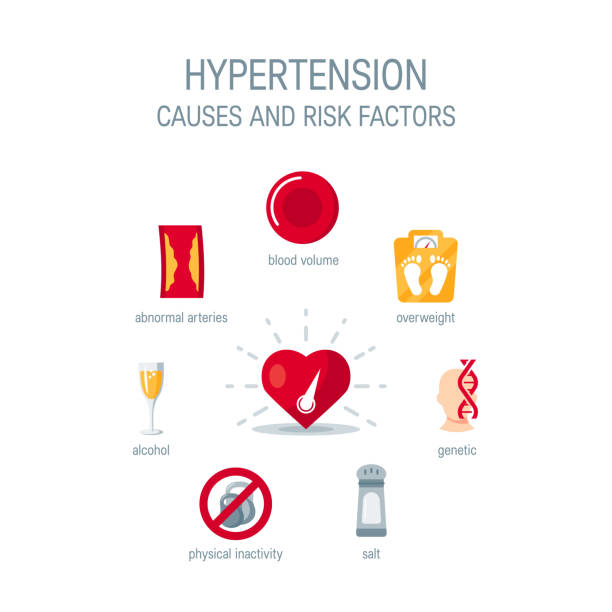 HYPERTENSION
CAUSES AND RISK FACTORS
blood volume
abnormal arteries
overweight
alcohol
genetic
physical inactivity
salt